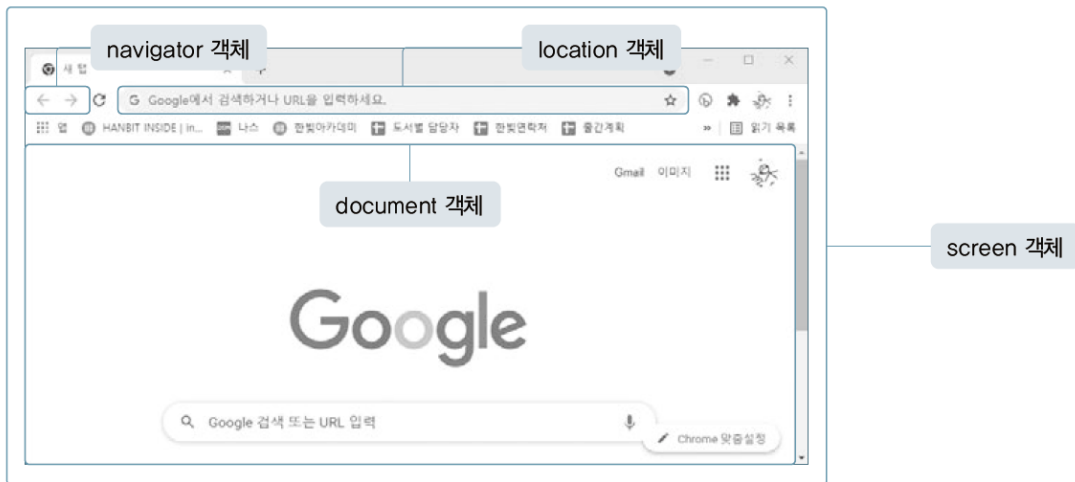 navigator 객체
location 객체
새 탭
Google에서 검색하거나 URL을 입력하세요.
앱 HANBIT INSIDE | in... 나스 한빛아카데미 도서별 담당자 한빛연락처 출간계획 » 읽기 목록
Gmail 이미지
document 객체
screen 객체
Google
Google 검색 또는 URL 입력
Chrome 맞춤설정